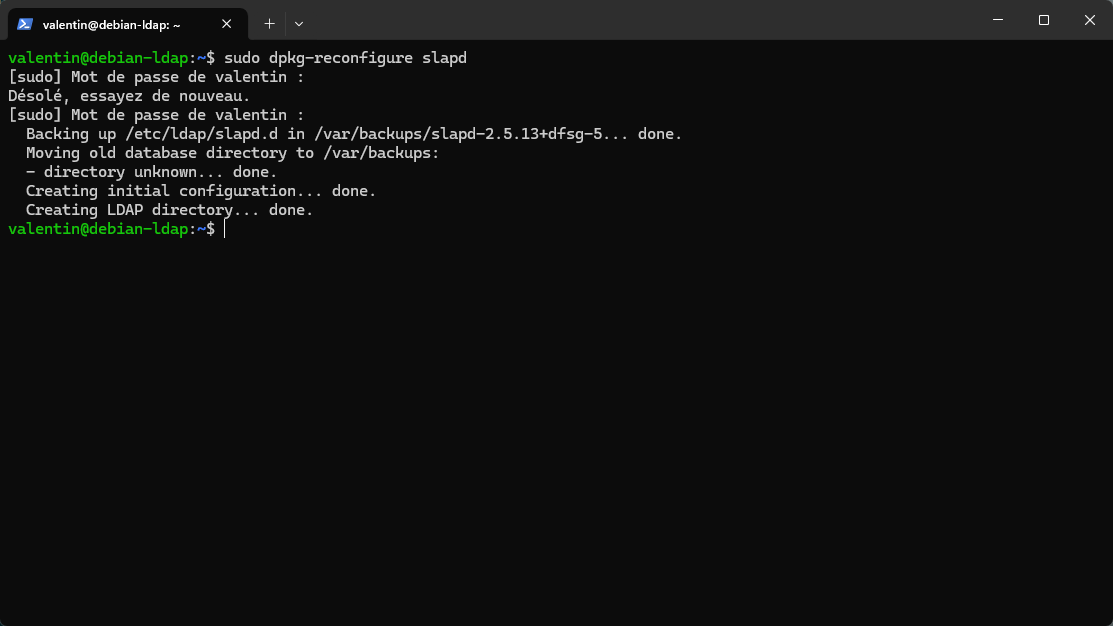 valentin@debian-ldap: ~
valentin@debian-ldap:~$ sudo dpkg-reconfigure slapd
[sudo] Mot de passe de valentin :
Désolé, essayez de nouveau.
[sudo] Mot de passe de valentin :
  Backing up /etc/ldap/slapd.d in /var/backups/slapd-2.5.13+dfsg-5... done.
  Moving old database directory to /var/backups:
  - directory unknown... done.
  Creating initial configuration... done.
  Creating LDAP directory... done.
valentin@debian-ldap:~$